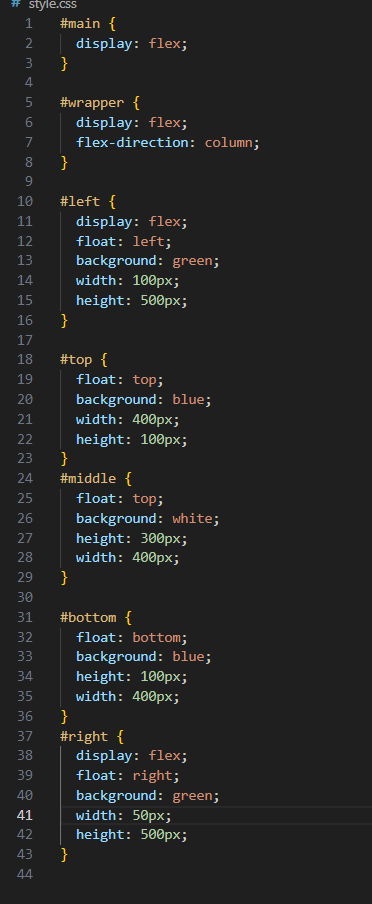 # style.css
1 #main {
2   display: flex;
3 }
4
5 #wrapper {
6   display: flex;
7   flex-direction: column;
8 }
9
10 #left {
11   display: flex;
12   float: left;
13   background: green;
14   width: 100px;
15   height: 500px;
16 }
17
18 #top {
19   float: top;
20   background: blue;
21   width: 400px;
22   height: 100px;
23 }
24 #middle {
25   float: top;
26   background: white;
27   height: 300px;
28   width: 400px;
29 }
30
31 #bottom {
32   float: bottom;
33   background: blue;
34   height: 100px;
35   width: 400px;
36 }
37 #right {
38   display: flex;
39   float: right;
40   background: green;
41   width: 50px;
42   height: 500px;
43 }
44